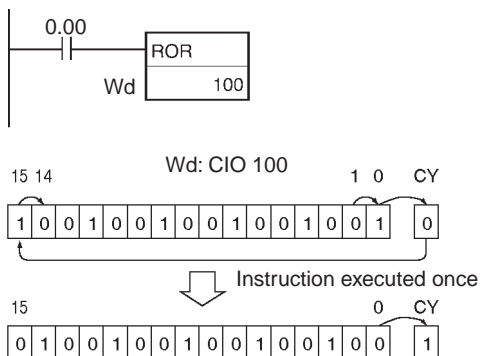 0.00
ROR
Wd 100
Wd: CIO 100
15 14 1 0 CY
1 0 0 1 0 0 1 0 0 1 0 0 1 0 0 1 0
Instruction executed once
15 0 CY
0 1 0 0 1 0 0 1 0 0 1 0 0 1 0 0 1